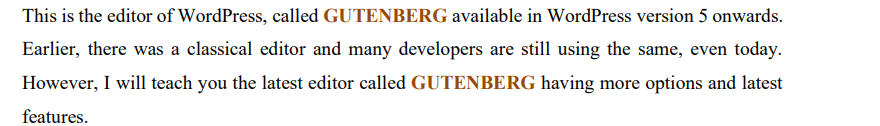 This is the editor of WordPress, called GUTENBERG available in WordPress version 5 onwards.
Earlier, there was a classical editor and many developers are still using the same, even today.
However, I will teach you the latest editor called GUTENBERG having more options and latest
features.